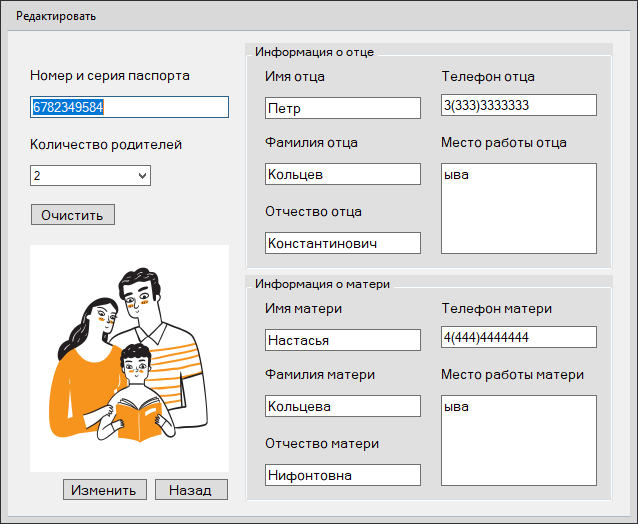 Редактировать
Номер и серия паспорта
6782349584
Количество родителей
2
Очистить
Изменить
Назад
Информация о отце
Имя отца
Петр
Фамилия отца
Кольцев
Отчество отца
Константинович
Телефон отца
3(333)3333333
Место работы отца
ыва
Информация о матери
Имя матери
Настасья
Фамилия матери
Кольцева
Отчество матери
Нифонтовна
Телефон матери
4(444)4444444
Место работы матери
ыва